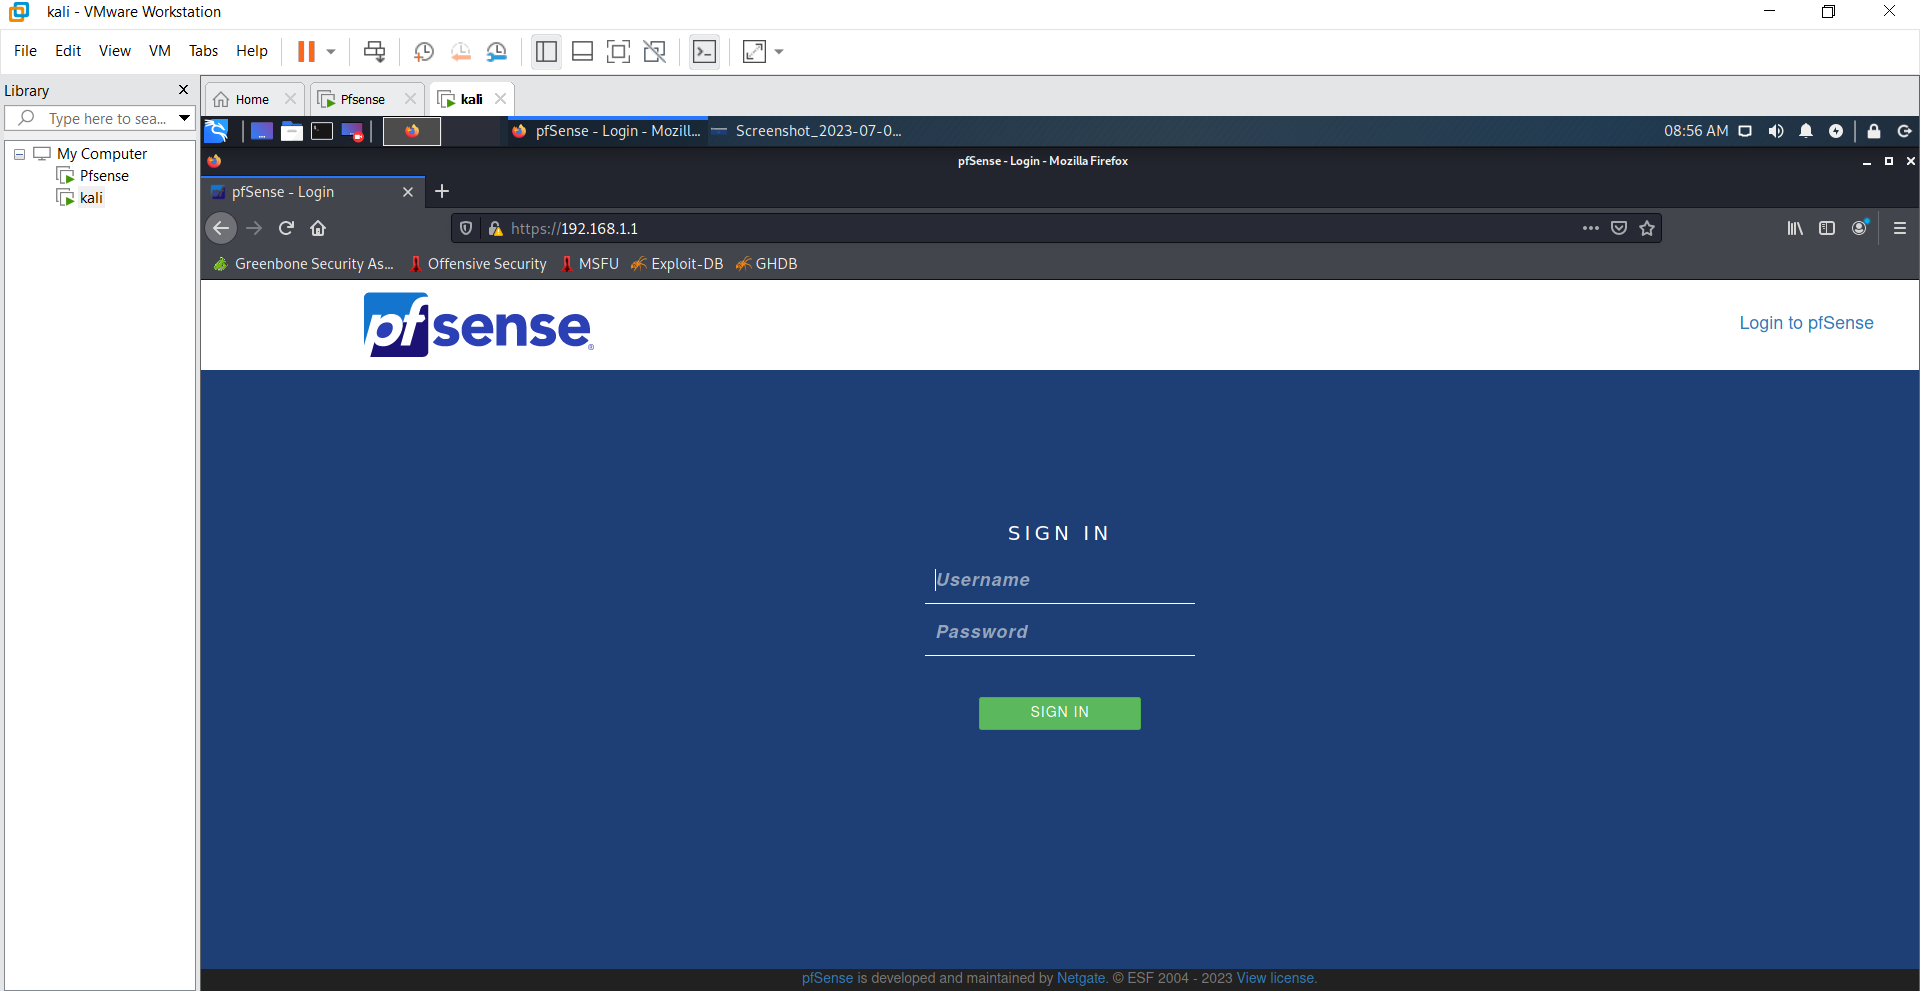 kali - VMware Workstation
File Edit View VM Tabs Help
Library
Type here to sea...
Home Pfsense kali
My Computer
Pfsense
kali
pfSense - Login - Mozill... Screenshot_2023-07-0... 08:56 AM
pfSense - Login - Mozilla Firefox
pfSense - Login
https://192.168.1.1
Greenbone Security As... Offensive Security MSFU Exploit-DB GHDB
pfsense®
Login to pfSense
SIGN IN
Username
Password
SIGN IN
pfSense is developed and maintained by Netgate. © ESF 2004 - 2023 View license.